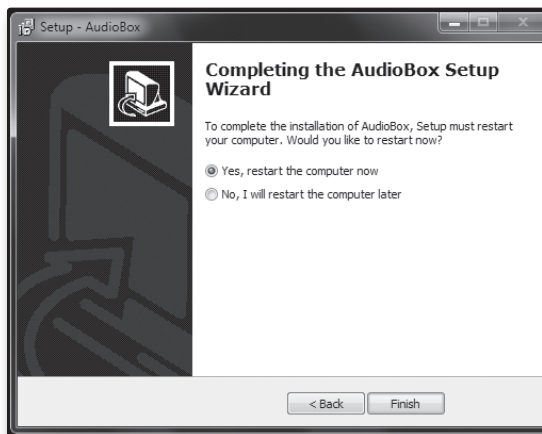 Setup - AudioBox
Completing the AudioBox Setup
Wizard
To complete the installation of AudioBox, Setup must restart
your computer. Would you like to restart now?
Yes, restart the computer now
No, I will restart the computer later
< Back
Finish